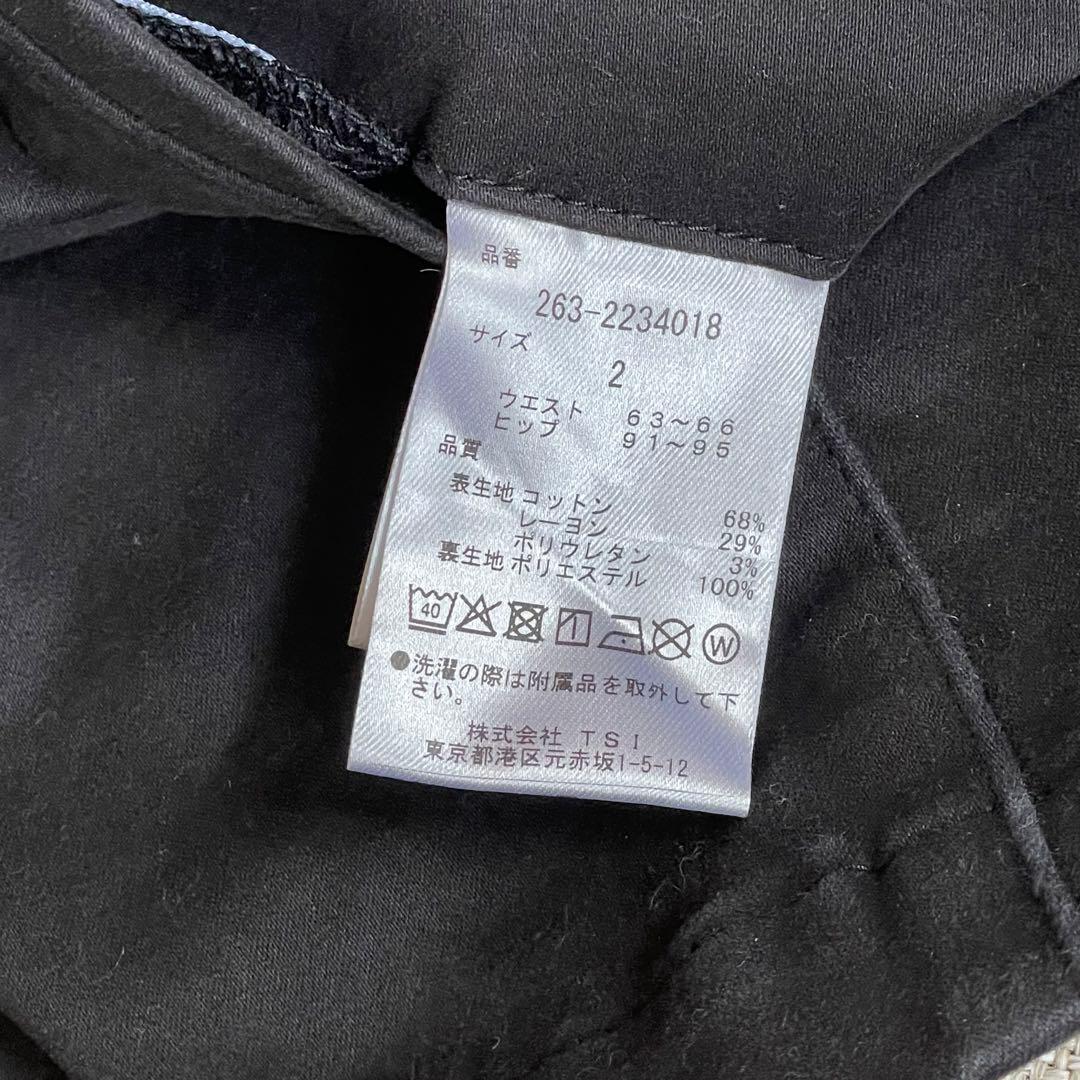 品番
263-2234018
サイズ
2
ウエスト 63～66
ヒップ 91～95
品質
表生地 コットン 68%
レーヨン 29%
ポリウレタン 3%
裏生地 ポリエステル 100%
40 W
●洗濯の際は附属品を取外して下
さい。
株式会社 TSI
東京都港区元赤坂1-5-12